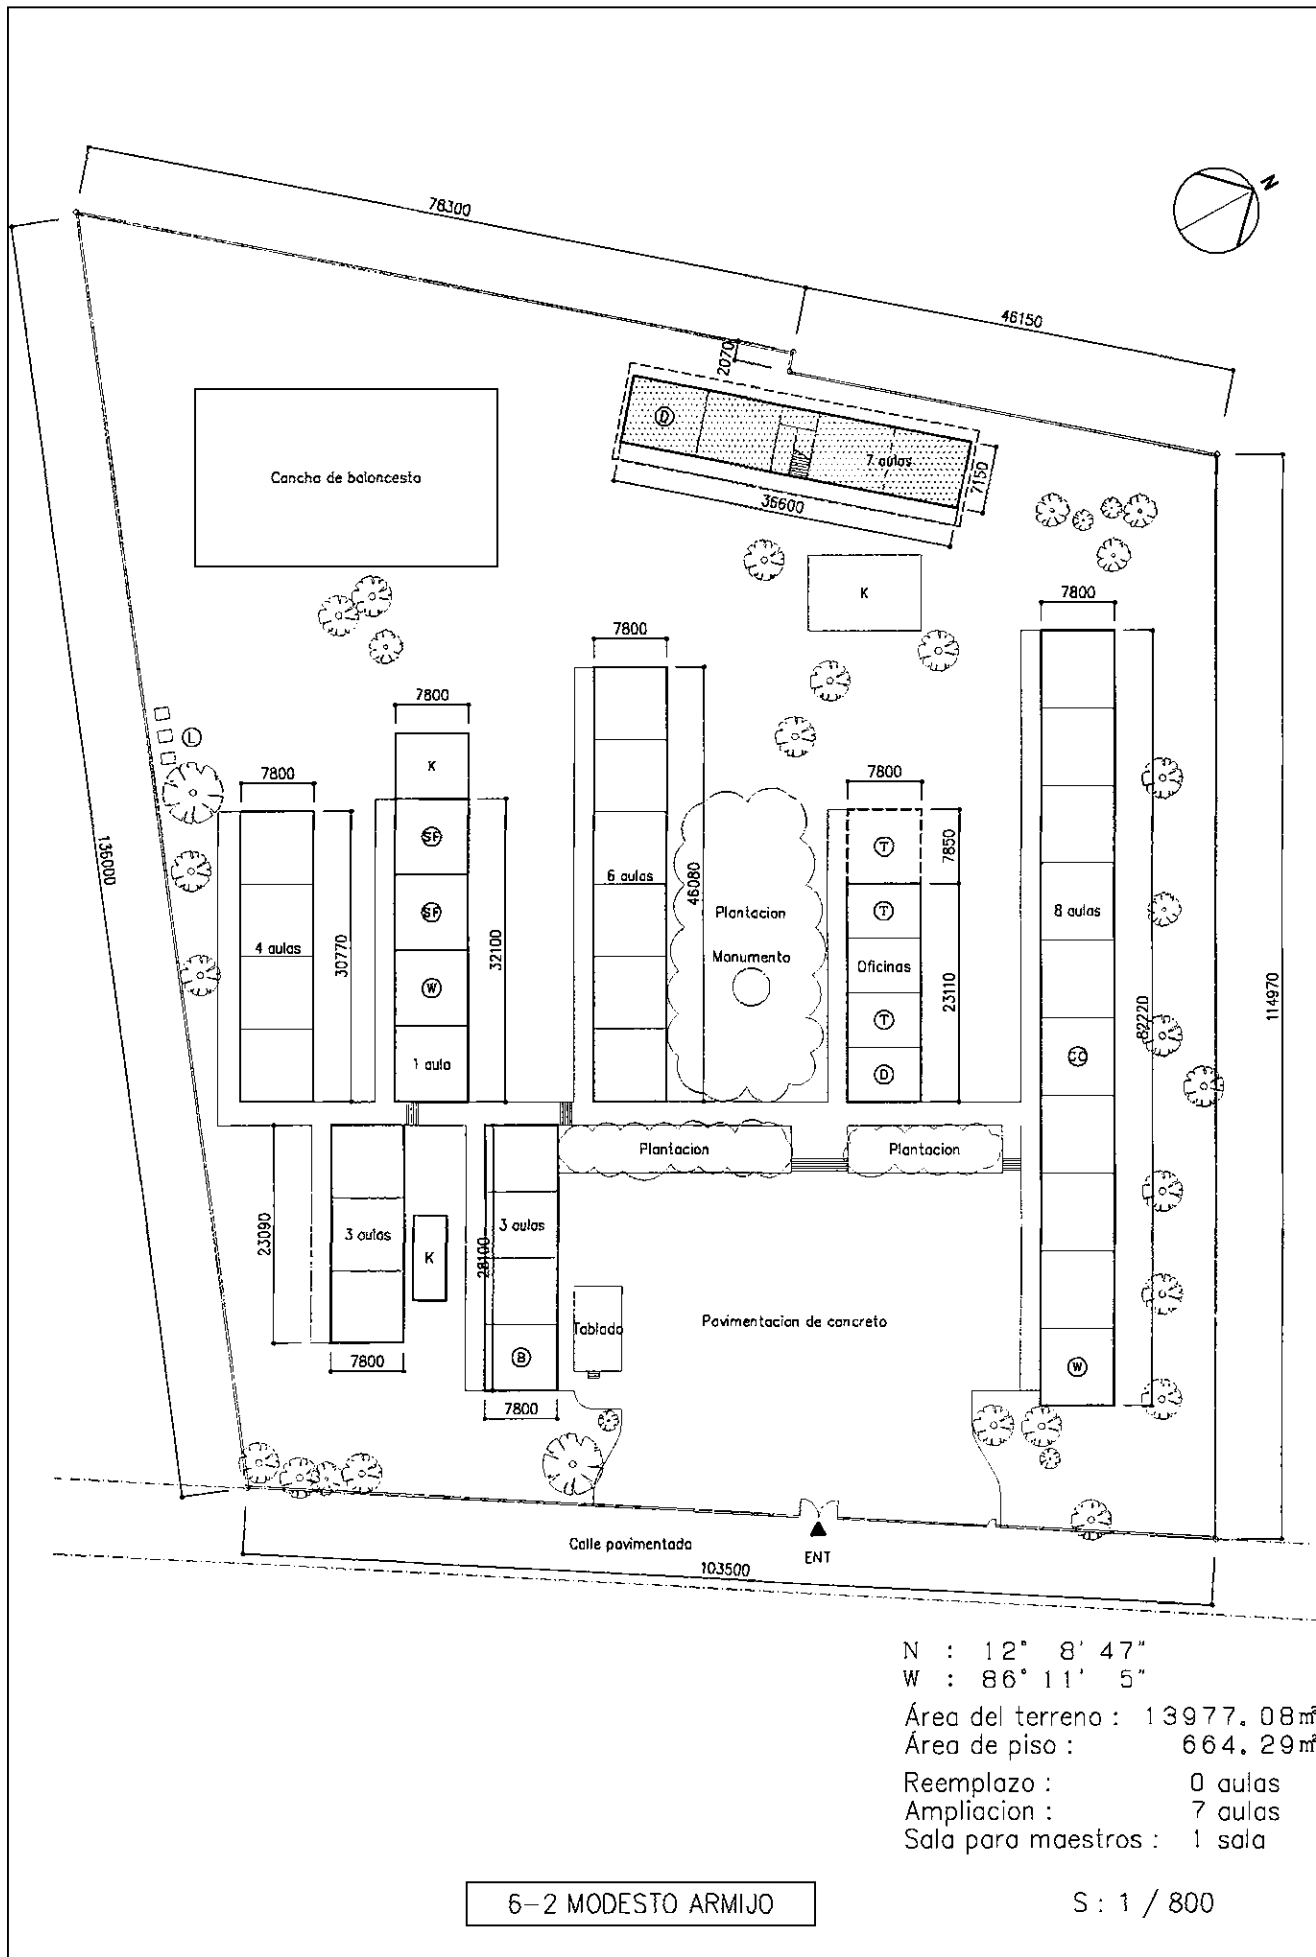 78300
46150
N
2070
D
7 aulas
7150
36600
Cancha de baloncesto
K
7800
7800
7800
K
L
7800
7800
136000
SF
7850
T
6 aulas
46080
Plantacion
T
8 aulas
SF
4 aulas
30770
32100
Manumento
Oficinas
23110
W
T
114970
82220
1 aula
D
Plantacion
Plantacion
23090
3 aulas
3 aulas
K
28100
Tablado
Pavimentacion de concreto
B
W
7800
7800
Calle pavimentada
ENT
103500
N : 12° 8' 47"
W : 86° 11' 5"
Área del terreno : 13977.08㎡
Área de piso : 664.29㎡
Reemplazo : 0 aulas
Ampliacion : 7 aulas
Sala para maestros : 1 sala
6-2 MODESTO ARMIJO
S : 1 / 800